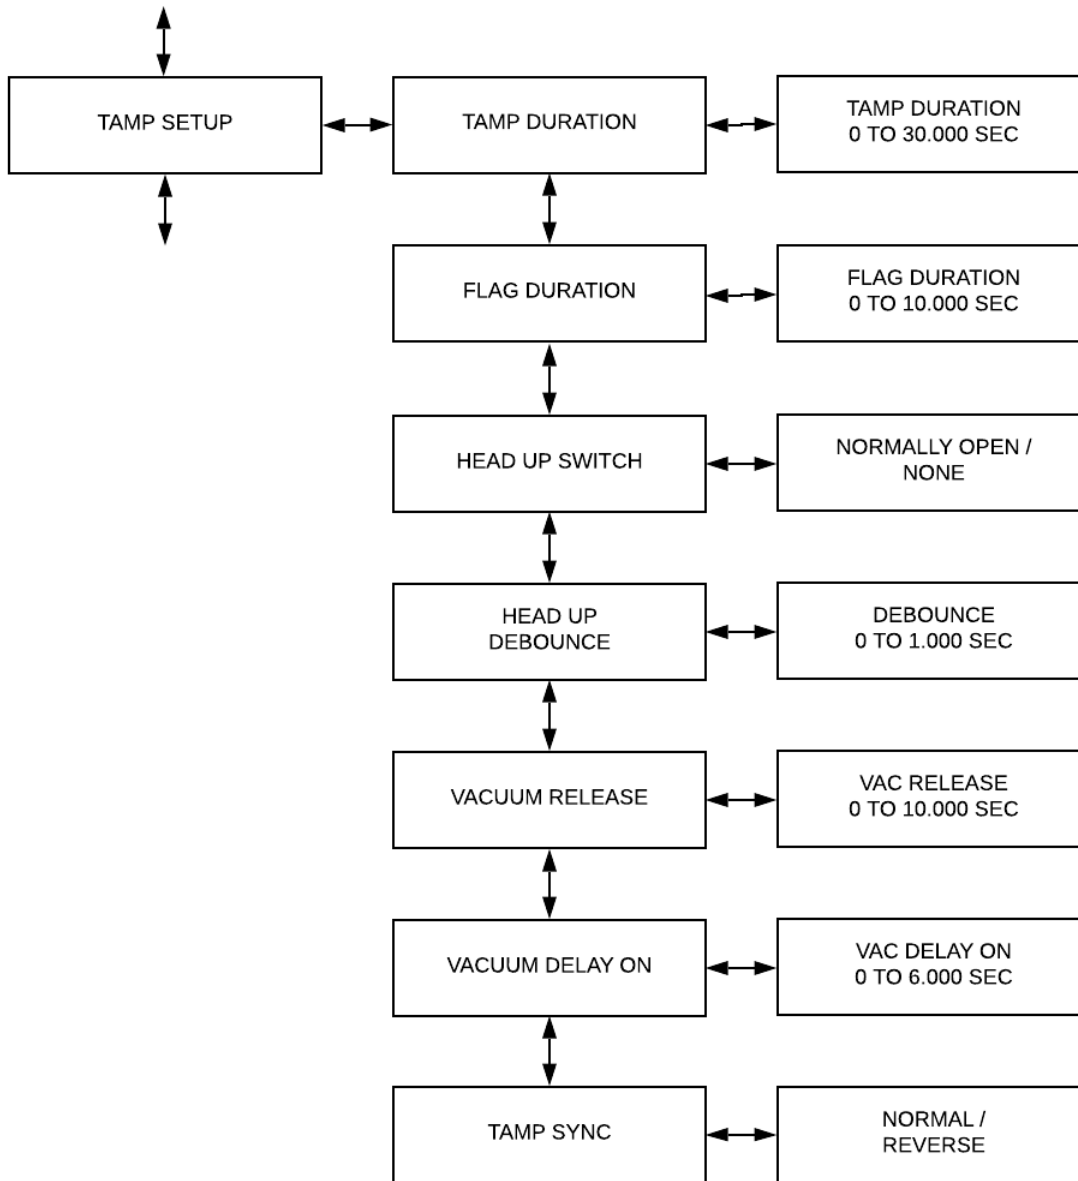 TAMP SETUP
TAMP DURATION
TAMP DURATION
0 TO 30.000 SEC
FLAG DURATION
FLAG DURATION
0 TO 10.000 SEC
HEAD UP SWITCH
NORMALLY OPEN /
NONE
HEAD UP
DEBOUNCE
DEBOUNCE
0 TO 1.000 SEC
VACUUM RELEASE
VAC RELEASE
0 TO 10.000 SEC
VACUUM DELAY ON
VAC DELAY ON
0 TO 6.000 SEC
TAMP SYNC
NORMAL /
REVERSE